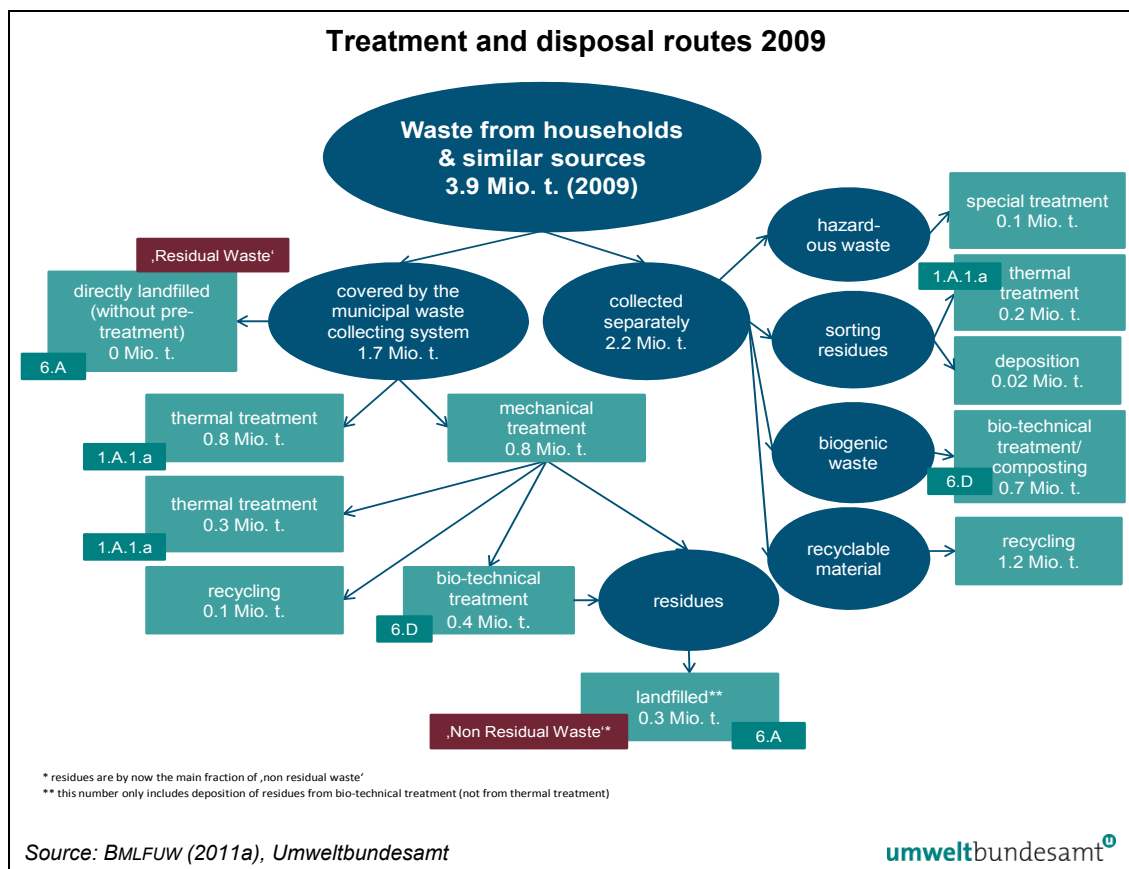 Treatment and disposal routes 2009
Waste from households
& similar sources
3.9 Mio. t. (2009)
hazard-
ous waste
special treatment
0.1 Mio. t.
‚Residual Waste‘
directly landfilled
(without pre-
treatment)
0 Mio. t.
6.A
covered by the
municipal waste
collecting system
1.7 Mio. t.
collected
separately
2.2 Mio. t.
sorting
residues
1.A.1.a
thermal
treatment
0.2 Mio. t.
deposition
0.02 Mio. t.
thermal treatment
0.8 Mio. t.
1.A.1.a
mechanical
treatment
0.8 Mio. t.
biogenic
waste
bio-technical
treatment/
composting
0.7 Mio. t.
6.D
thermal treatment
0.3 Mio. t.
1.A.1.a
recyclable
material
recycling
1.2 Mio. t.
recycling
0.1 Mio. t.
bio-technical
treatment
0.4 Mio. t.
6.D
residues
landfilled**
0.3 Mio. t.
‚Non Residual Waste‘*
6.A
* residues are by now the main fraction of ‚non residual waste‘
** this number only includes deposition of residues from bio-technical treatment (not from thermal treatment)
Source: BMLFUW (2011a), Umweltbundesamt
umweltbundesamt u